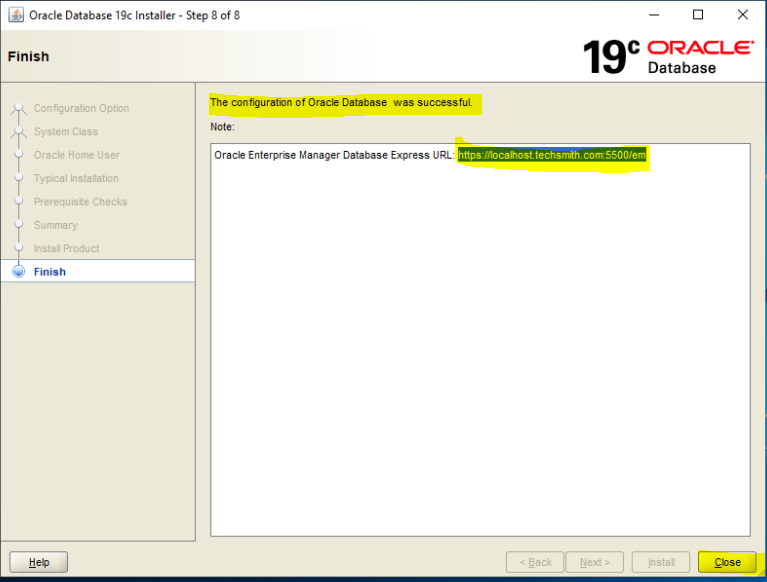 Oracle Database 19c Installer - Step 8 of 8
Finish
19c ORACLE
Database
Configuration Option
System Class
Oracle Home User
Typical Installation
Prerequisite Checks
Summary
Install Product
Finish
The configuration of Oracle Database was successful.
Note:
Oracle Enterprise Manager Database Express URL: https://localhost.techsmith.com:5500/em
Help
< Back
Next >
Install
Close